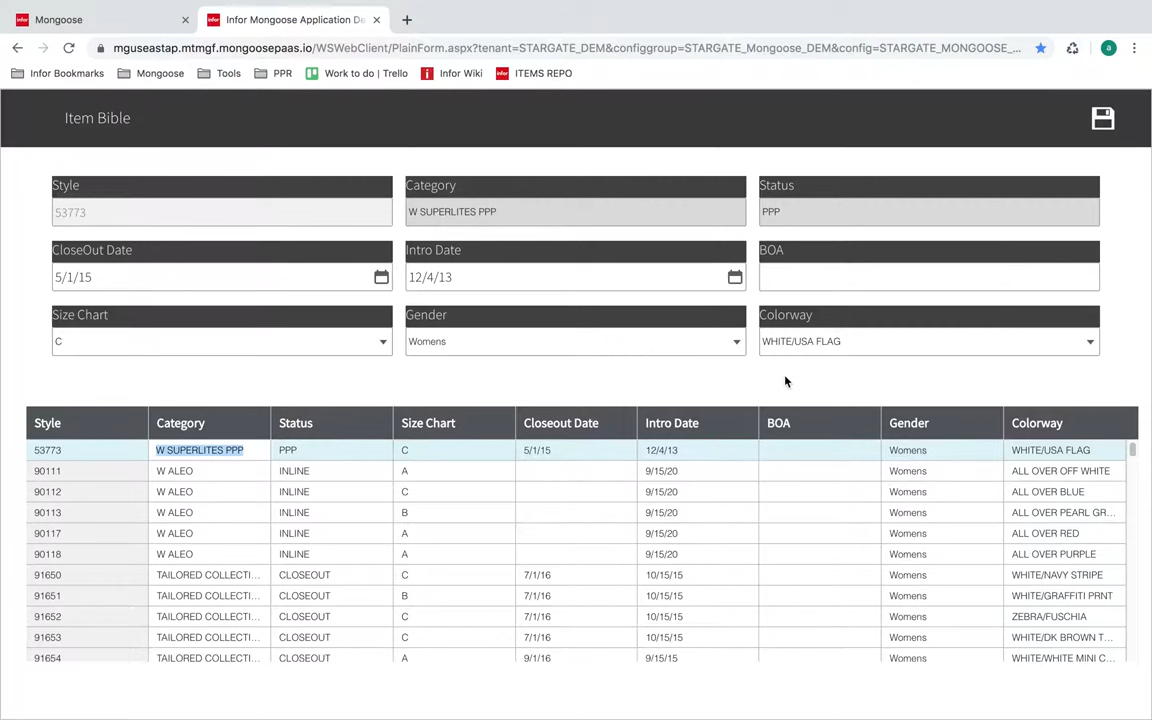 infor Mongoose
infor Infor Mongoose Application De
mguseastap.mtmgf.mongoosepaas.io/WSWebClient/PlainForm.aspx?tenant=STARGATE_DEM&configgroup=STARGATE_Mongoose_DEM&config=STARGATE_MONGOOSE_... a
Infor Bookmarks Mongoose Tools PPR Work to do | Trello Infor Wiki infor ITEMS REPO
Item Bible
Style Category Status
53773 W SUPERLITES PPP PPP
CloseOut Date Intro Date BOA
5/1/15 12/4/13
Size Chart Gender Colorway
C Womens WHITE/USA FLAG
Style Category Status Size Chart Closeout Date Intro Date BOA Gender Colorway
53773 W SUPERLITES PPP PPP C 5/1/15 12/4/13 Womens WHITE/USA FLAG
90111 W ALEO INLINE A 9/15/20 Womens ALL OVER OFF WHITE
90112 W ALEO INLINE C 9/15/20 Womens ALL OVER BLUE
90113 W ALEO INLINE B 9/15/20 Womens ALL OVER PEARL GR...
90117 W ALEO INLINE A 9/15/20 Womens ALL OVER RED
90118 W ALEO INLINE A 9/15/20 Womens ALL OVER PURPLE
91650 TAILORED COLLECTI... CLOSEOUT C 7/1/16 10/15/15 Womens WHITE/NAVY STRIPE
91651 TAILORED COLLECTI... CLOSEOUT B 7/1/16 10/15/15 Womens WHITE/GRAFFITI PRNT
91652 TAILORED COLLECTI... CLOSEOUT C 7/1/16 10/15/15 Womens ZEBRA/FUSCHIA
91653 TAILORED COLLECTI... CLOSEOUT C 7/1/16 10/15/15 Womens WHITE/DK BROWN T...
91654 TAILORED COLLECTI... CLOSEOUT A 9/1/16 9/15/15 Womens WHITE/WHITE MINI C...